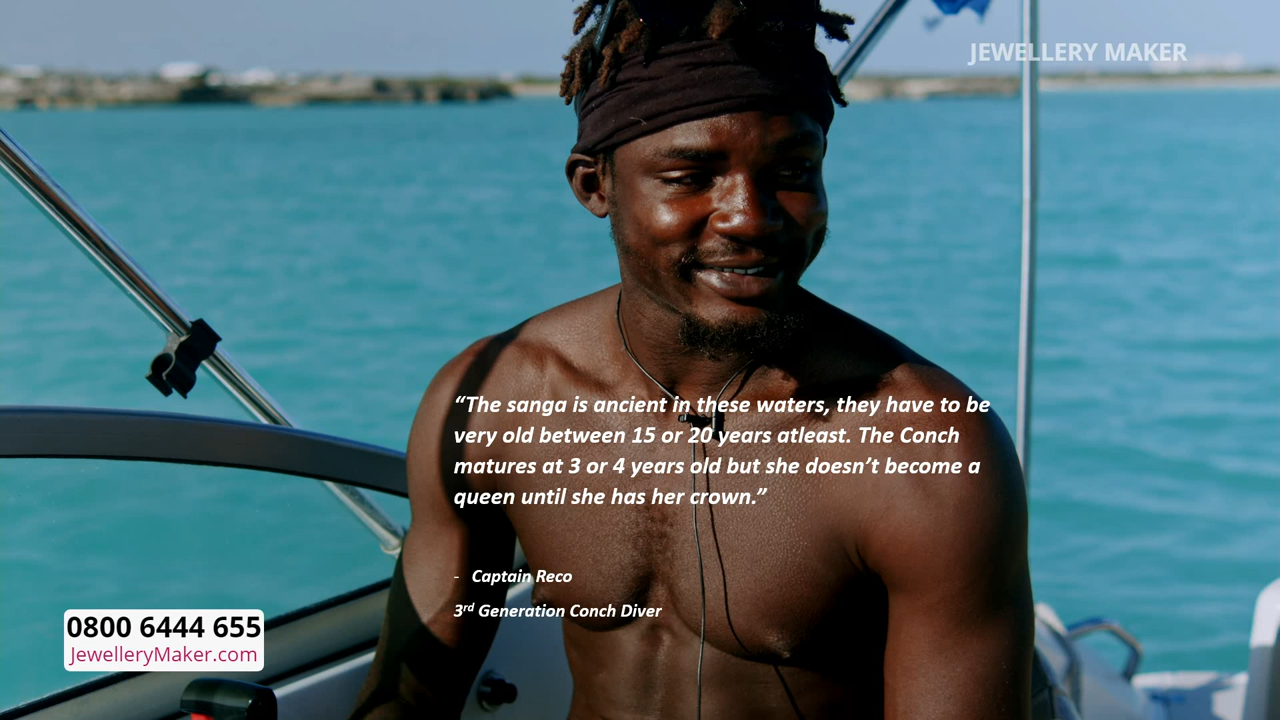 JEWELLERY MAKER
“The sanga is ancient in these waters, they have to be
very old between 15 or 20 years atleast. The Conch
matures at 3 or 4 years old but she doesn’t become a
queen until she has her crown.”
- Captain Reco
3rd Generation Conch Diver
0800 6444 655
JewelleryMaker.com